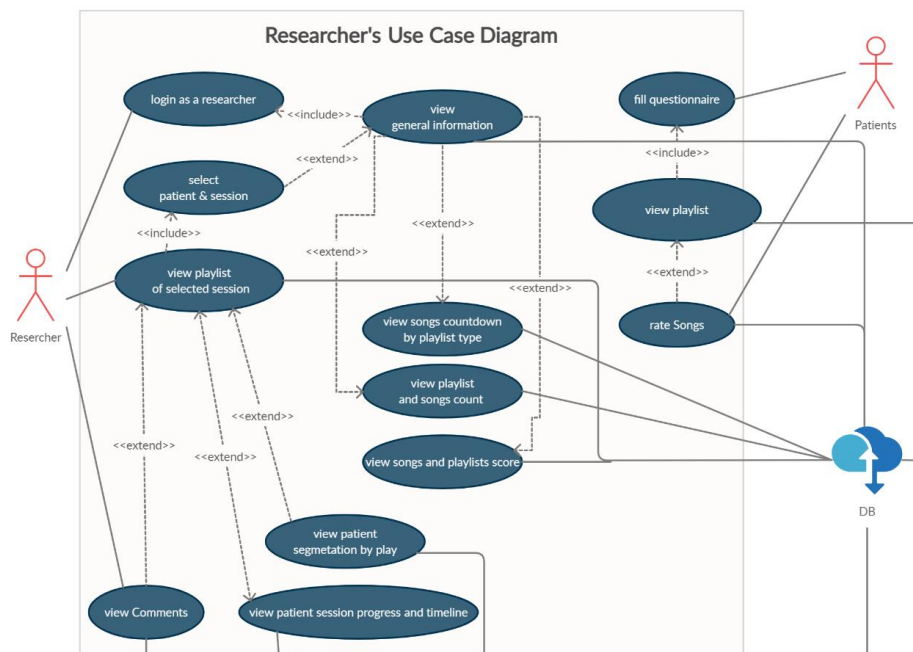 Researcher's Use Case Diagram
login as a researcher
<<include>>
view
general information
fill questionnaire
Patients
<<extend>>
<<include>>
select
patient & session
view playlist
<<include>>
<<extend>>
<<extend>>
view playlist
of selected session
<<extend>>
<<extend>>
Resercher
view songs countdown
by playlist type
rate Songs
view playlist
and songs count
<<extend>>
<<extend>>
view songs and playlists score
DB
view patient
segmetation by play
view Comments
view patient session progress and timeline